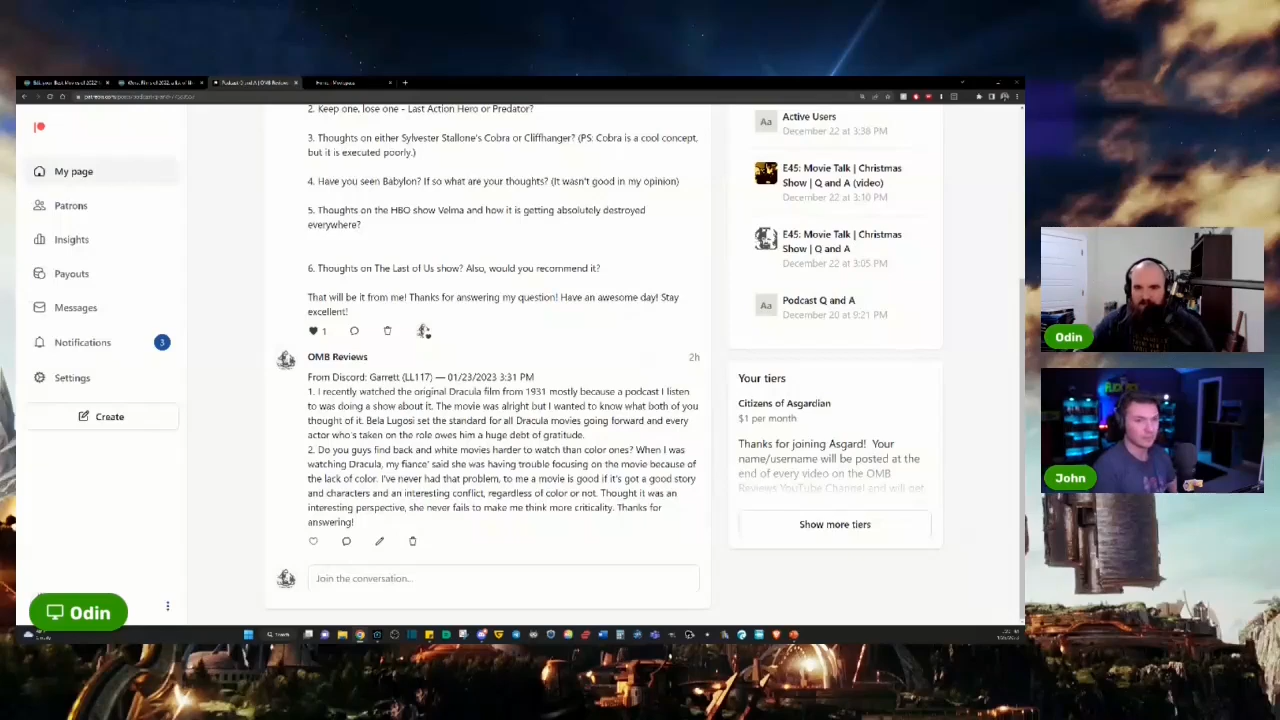 Podcast Q and A | OMB Reviews
My page
Patrons
Insights
Payouts
Messages
Notifications
3
Settings
Create
2. Keep one, lose one - Last Action Hero or Predator?
3. Thoughts on either Sylvester Stallone's Cobra or Cliffhanger? (PS: Cobra is a cool concept,
but it is executed poorly.)
4. Have you seen Babylon? If so what are your thoughts? (It wasn't good in my opinion)
5. Thoughts on the HBO show Velma and how it is getting absolutely destroyed
everywhere?
6. Thoughts on The Last of Us show? Also, would you recommend it?
That will be it from me! Thanks for answering my question! Have an awesome day! Stay
excellent!
1
OMB Reviews
2h
From Discord: Garrett (LL117) — 01/23/2023 3:31 PM
1. I recently watched the original Dracula film from 1931 mostly because a podcast I listen
to was doing a show about it. The movie was alright but I wanted to know what both of you
thought of it. Bela Lugosi set the standard for all Dracula movies going forward and every
actor who's taken on the role owes him a huge debt of gratitude.
2. Do you guys find back and white movies harder to watch than color ones? When I was
watching Dracula, my fiance' said she was having trouble focusing on the movie because of
the lack of color. I've never had that problem, to me a movie is good if it's got a good story
and characters and an interesting conflict, regardless of color or not. Thought it was an
interesting perspective, she never fails to make me think more criticality. Thanks for
answering!
Join the conversation...
Aa
Active Users
December 22 at 3:38 PM
E45: Movie Talk | Christmas
Show | Q and A (video)
December 22 at 3:10 PM
E45: Movie Talk | Christmas
Show | Q and A
December 22 at 3:05 PM
Aa
Podcast Q and A
December 20 at 9:21 PM
Your tiers
Citizens of Asgardian
$1 per month
Thanks for joining Asgard! Your
name/username will be posted at the
end of every video on the OMB
Reviews YouTube Channel and will get
Show more tiers
Odin
John
Odin
Search